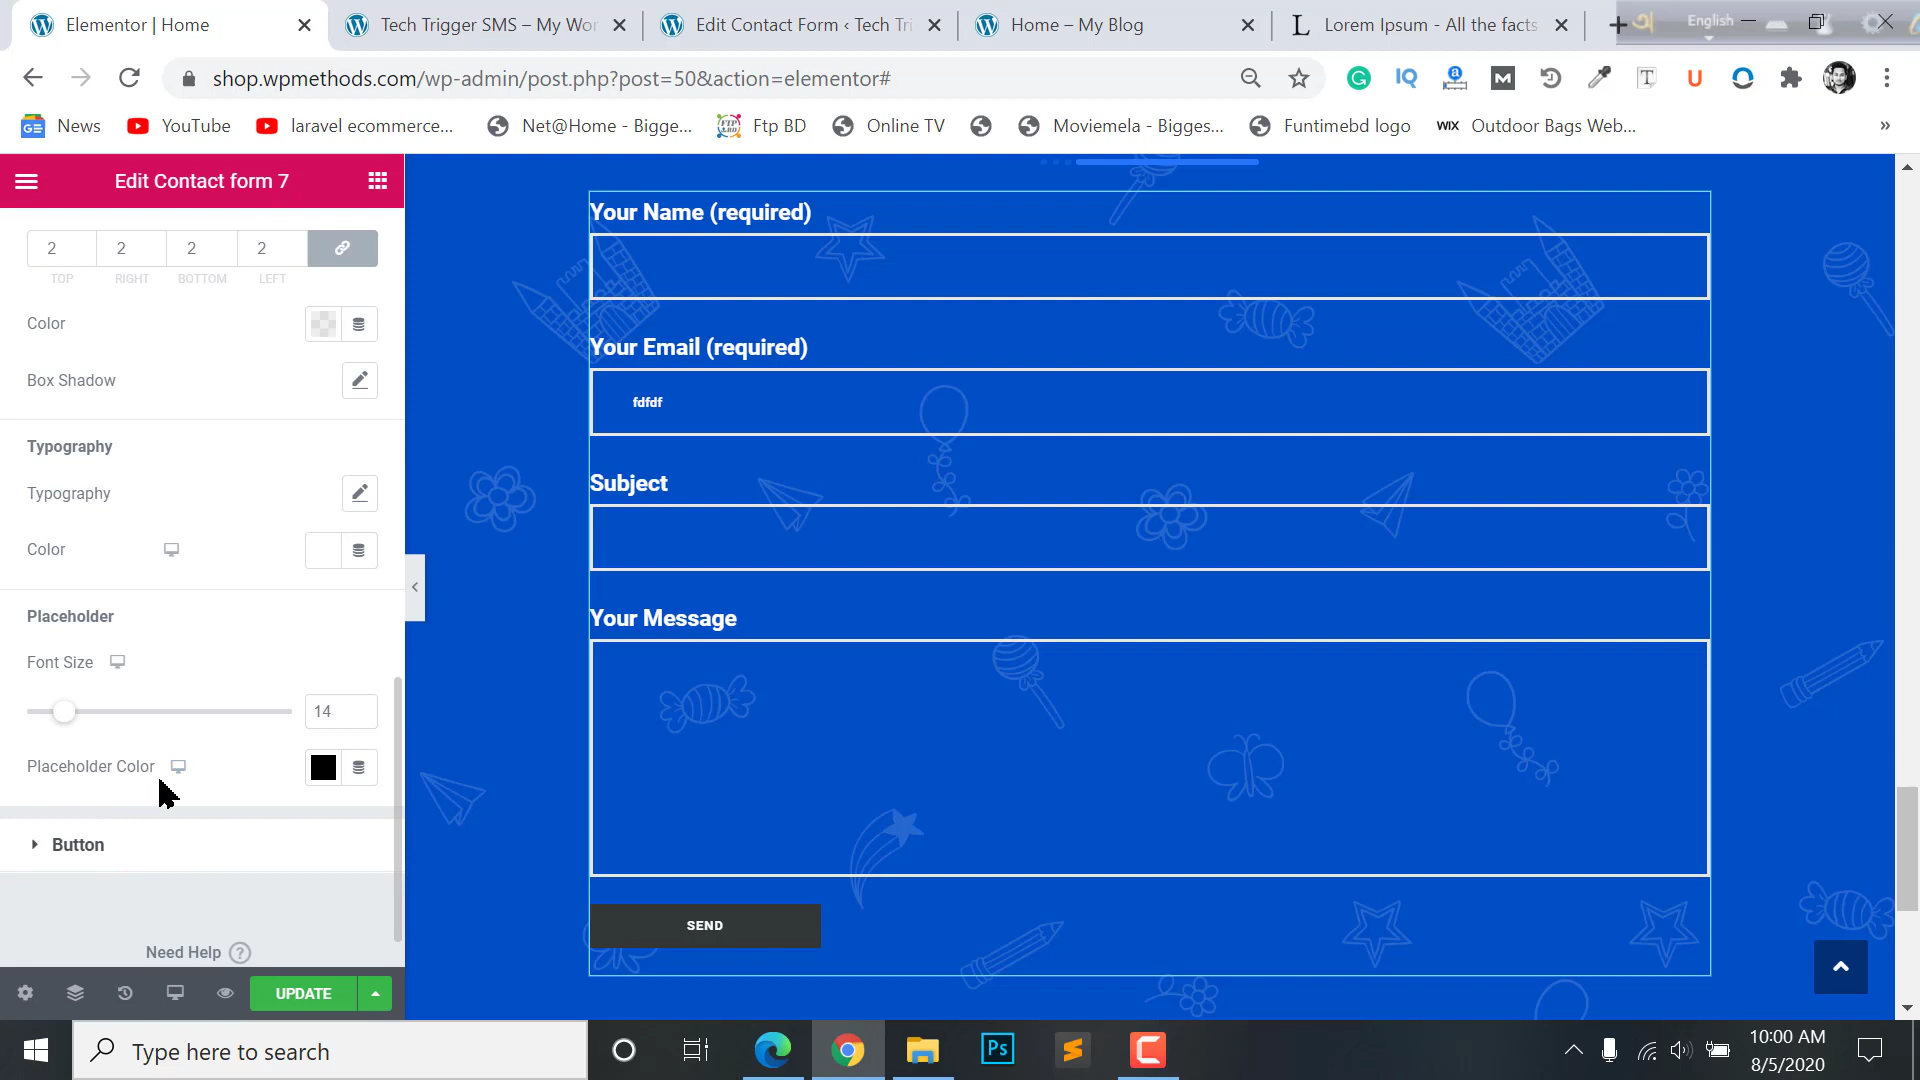 Elementor | Home
Tech Trigger SMS – My Wor
Edit Contact Form ‹ Tech Tri
Home – My Blog
Lorem Ipsum - All the facts
English
shop.wpmethods.com/wp-admin/post.php?post=50&action=elementor#
News
YouTube
laravel ecommerce...
Net@Home - Bigge...
Ftp BD
Online TV
Moviemela - Bigges...
Funtimebd logo
WIX
Outdoor Bags Web...
»
Edit Contact form 7
2 2 2 2
TOP RIGHT BOTTOM LEFT
Color
Box Shadow
Typography
Typography
Color
Placeholder
Font Size
14
Placeholder Color
Button
Need Help ?
UPDATE
Your Name (required)
Your Email (required)
fdfdf
Subject
Your Message
SEND
Type here to search
Ps
10:00 AM
8/5/2020